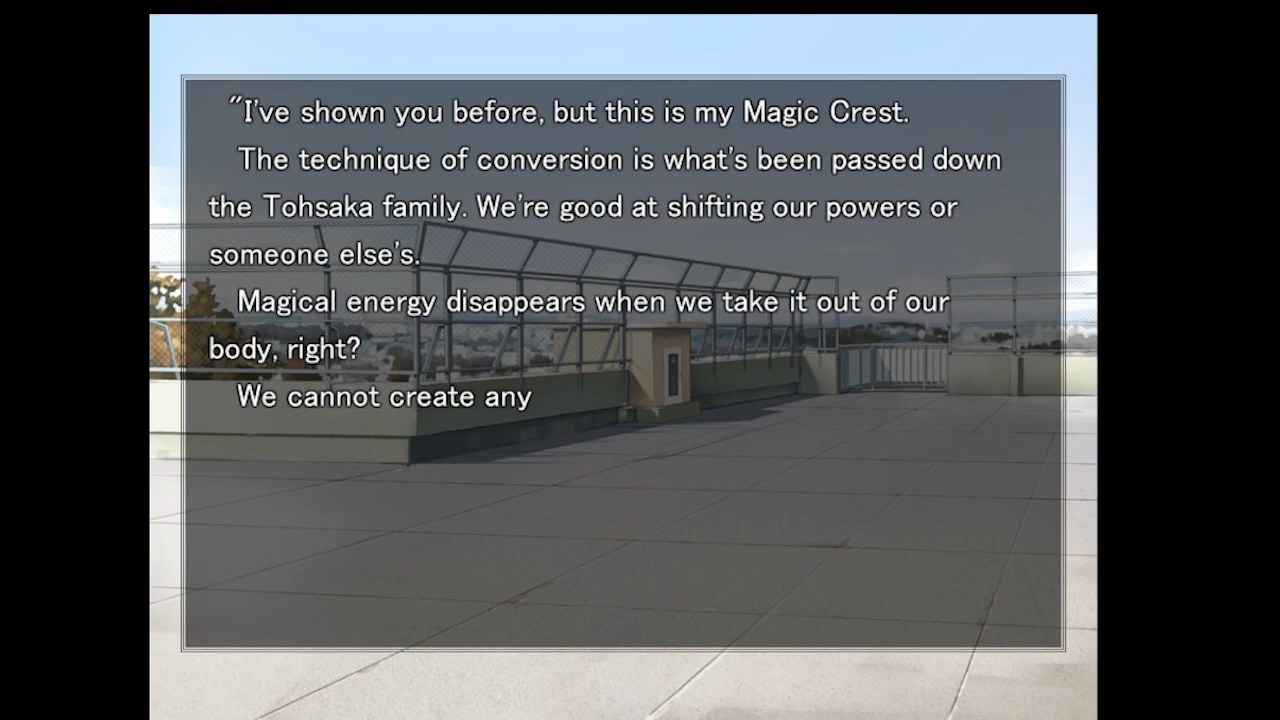 "I've shown you before, but this is my Magic Crest.
The technique of conversion is what's been passed down
the Tohsaka family. We're good at shifting our powers or
someone else's.
Magical energy disappears when we take it out of our
body, right?
We cannot create any